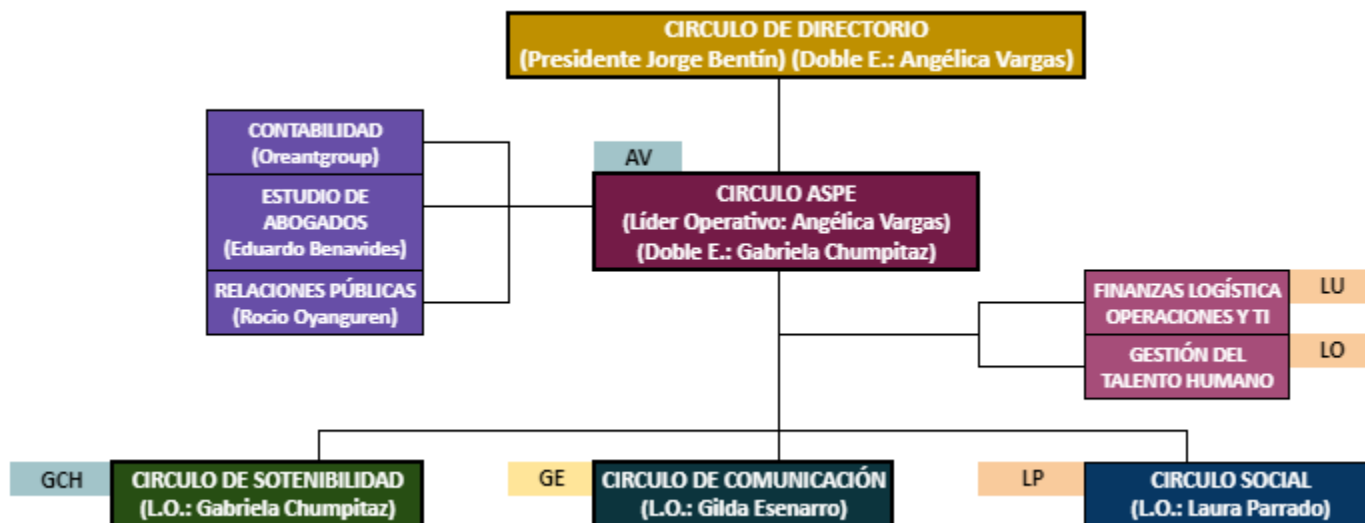 CIRCULO DE DIRECTORIO
(Presidente Jorge Bentín) (Doble E.: Angélica Vargas)
CONTABILIDAD
(Oreantgroup)
ESTUDIO DE
ABOGADOS
(Eduardo Benavides)
RELACIONES PÚBLICAS
(Rocio Oyanguren)
AV
CIRCULO ASPE
(Líder Operativo: Angélica Vargas)
(Doble E.: Gabriela Chumpitaz)
FINANZAS LOGÍSTICA
OPERACIONES Y TI
LU
GESTIÓN DEL
TALENTO HUMANO
LO
GCH
CIRCULO DE SOTENIBILIDAD
(L.O.: Gabriela Chumpitaz)
GE
CIRCULO DE COMUNICACIÓN
(L.O.: Gilda Esenarro)
LP
CIRCULO SOCIAL
(L.O.: Laura Parrado)